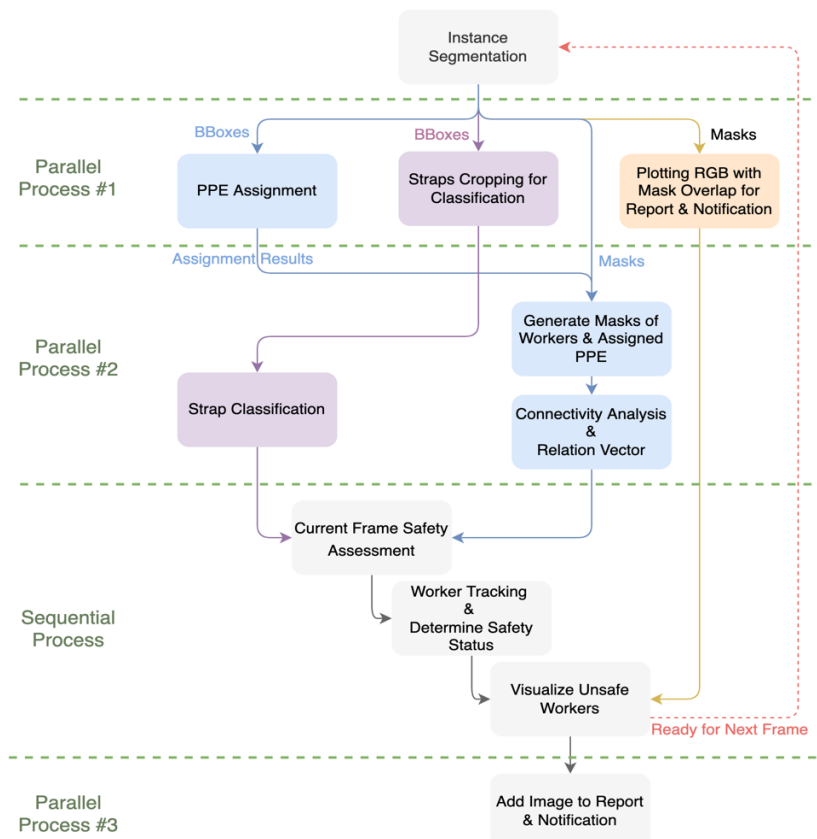 Instance
Segmentation
BBoxes
BBoxes
Masks
Parallel
Process #1
PPE Assignment
Straps Cropping for
Classification
Plotting RGB with
Mask Overlap for
Report & Notification
Assignment Results
Masks
Parallel
Process #2
Generate Masks of
Workers & Assigned
PPE
Strap Classification
Connectivity Analysis
&
Relation Vector
Sequential
Process
Current Frame Safety
Assessment
Worker Tracking
&
Determine Safety
Status
Visualize Unsafe
Workers
Ready for Next Frame
Parallel
Process #3
Add Image to Report
& Notification